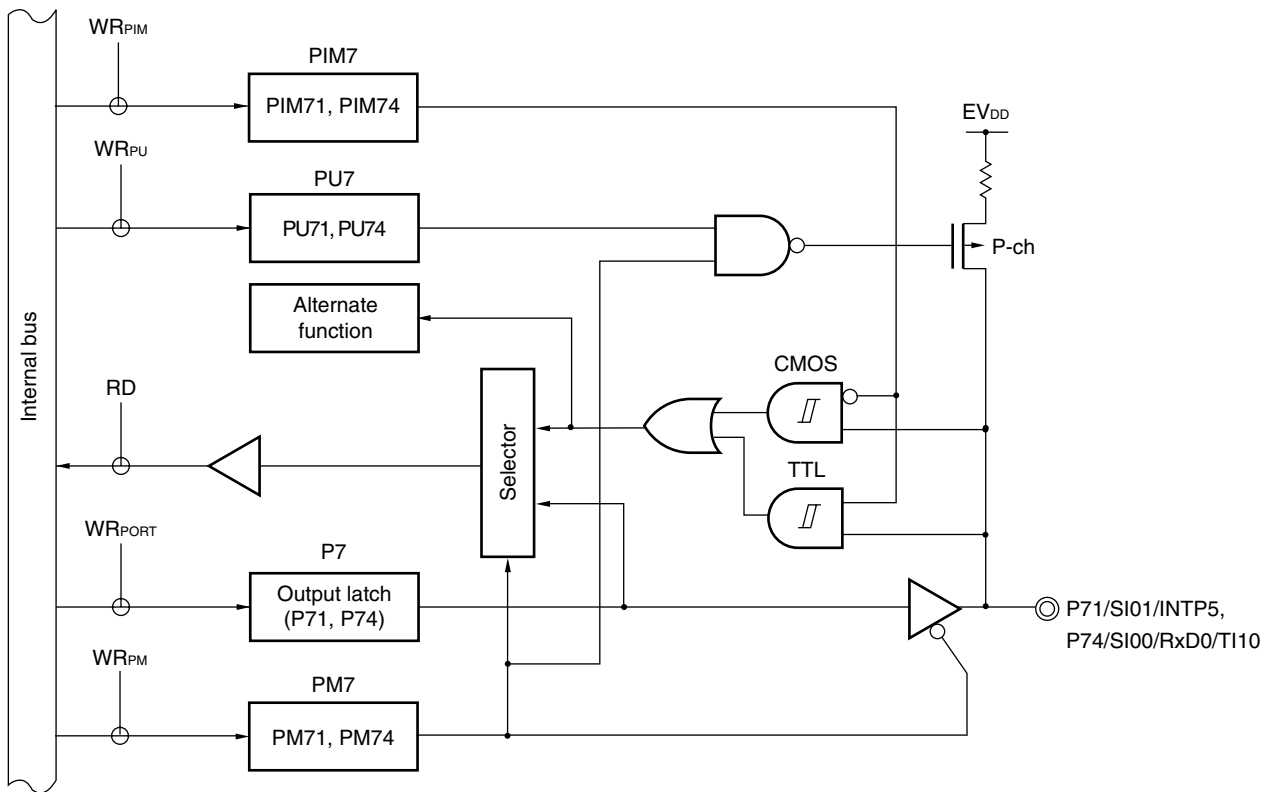 WRPIM
PIM7
PIM71, PIM74
EVDD
WRPU
PU7
PU71, PU74
P-ch
Alternate
function
Internal bus
CMOS
RD
Selector
TTL
WRPORT
P7
Output latch
(P71, P74)
P71/SI01/INTP5,
P74/SI00/RxD0/TI10
WRPM
PM7
PM71, PM74